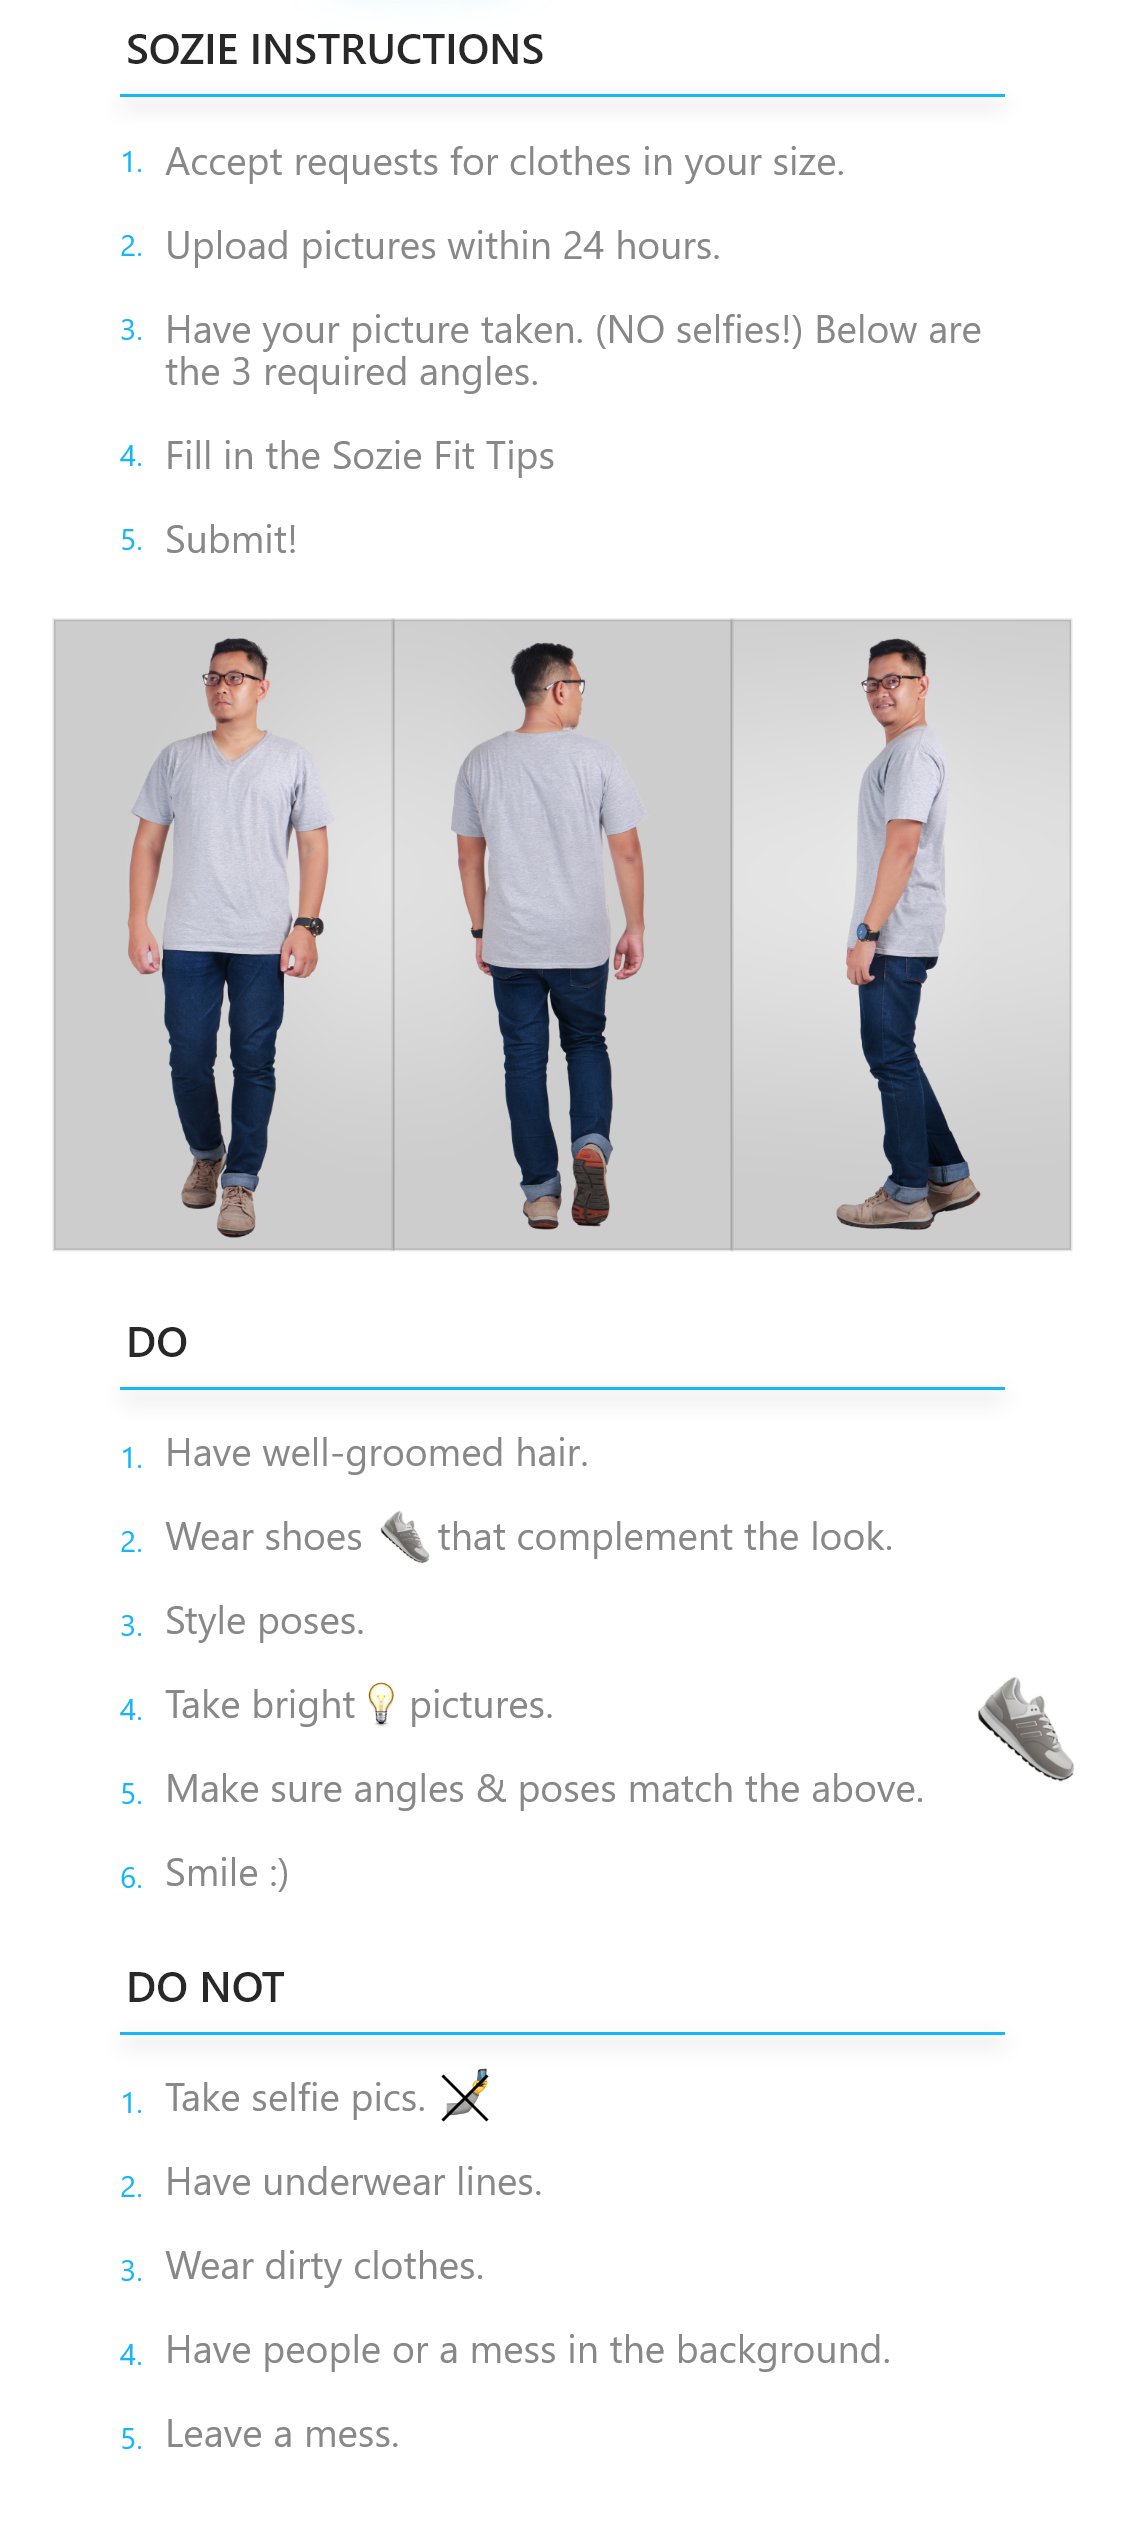 SOZIE INSTRUCTIONS
1. Accept requests for clothes in your size.
2. Upload pictures within 24 hours.
3. Have your picture taken. (NO selfies!) Below are
the 3 required angles.
4. Fill in the Sozie Fit Tips
5. Submit!
DO
1. Have well-groomed hair.
2. Wear shoes that complement the look.
3. Style poses.
4. Take bright pictures.
5. Make sure angles & poses match the above.
6. Smile :)
DO NOT
1. Take selfie pics.
2. Have underwear lines.
3. Wear dirty clothes.
4. Have people or a mess in the background.
5. Leave a mess.